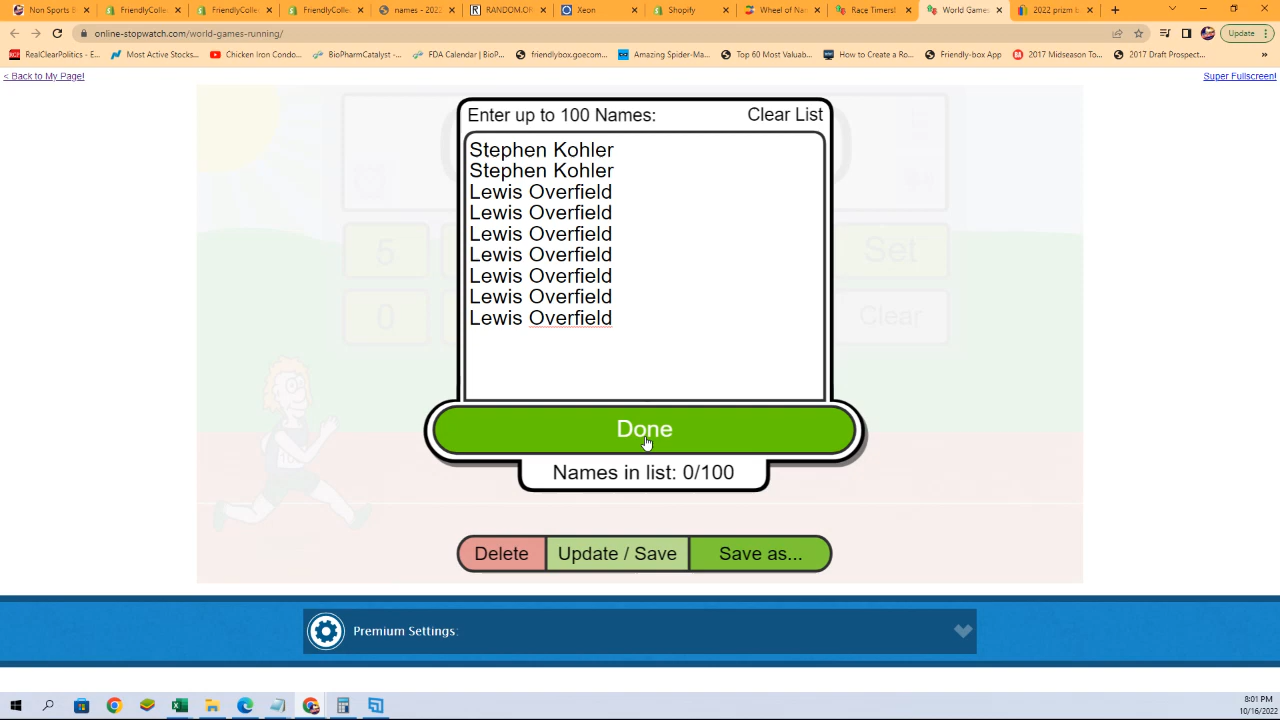 Non Sports B
FriendlyColle
FriendlyColle
FriendlyColle
names - 2022
RANDOM.OR
Xeon
Shopify
Wheel of Na
Race Timers
World Games
2022 prizm b
online-stopwatch.com/world-games-running/
Update
RealClearPolitics - E...
Most Active Stocks...
Chicken Iron Condo...
BioPharmCatalyst -...
FDA Calendar | BioP...
friendlybox.goecom...
Amazing Spider-Ma...
Top 60 Most Valuab...
How to Create a Ro...
Friendly-box App
2017 Midseason To...
2017 Draft Prospect...
< Back to My Page!
Super Fullscreen!
Enter up to 100 Names:
Clear List
Stephen Kohler
Stephen Kohler
Lewis Overfield
Lewis Overfield
Lewis Overfield
Lewis Overfield
Lewis Overfield
Lewis Overfield
Lewis Overfield
5
Set
0
Clear
Done
Names in list: 0/100
Delete
Update / Save
Save as...
Premium Settings:
8:01 PM
10/16/2022